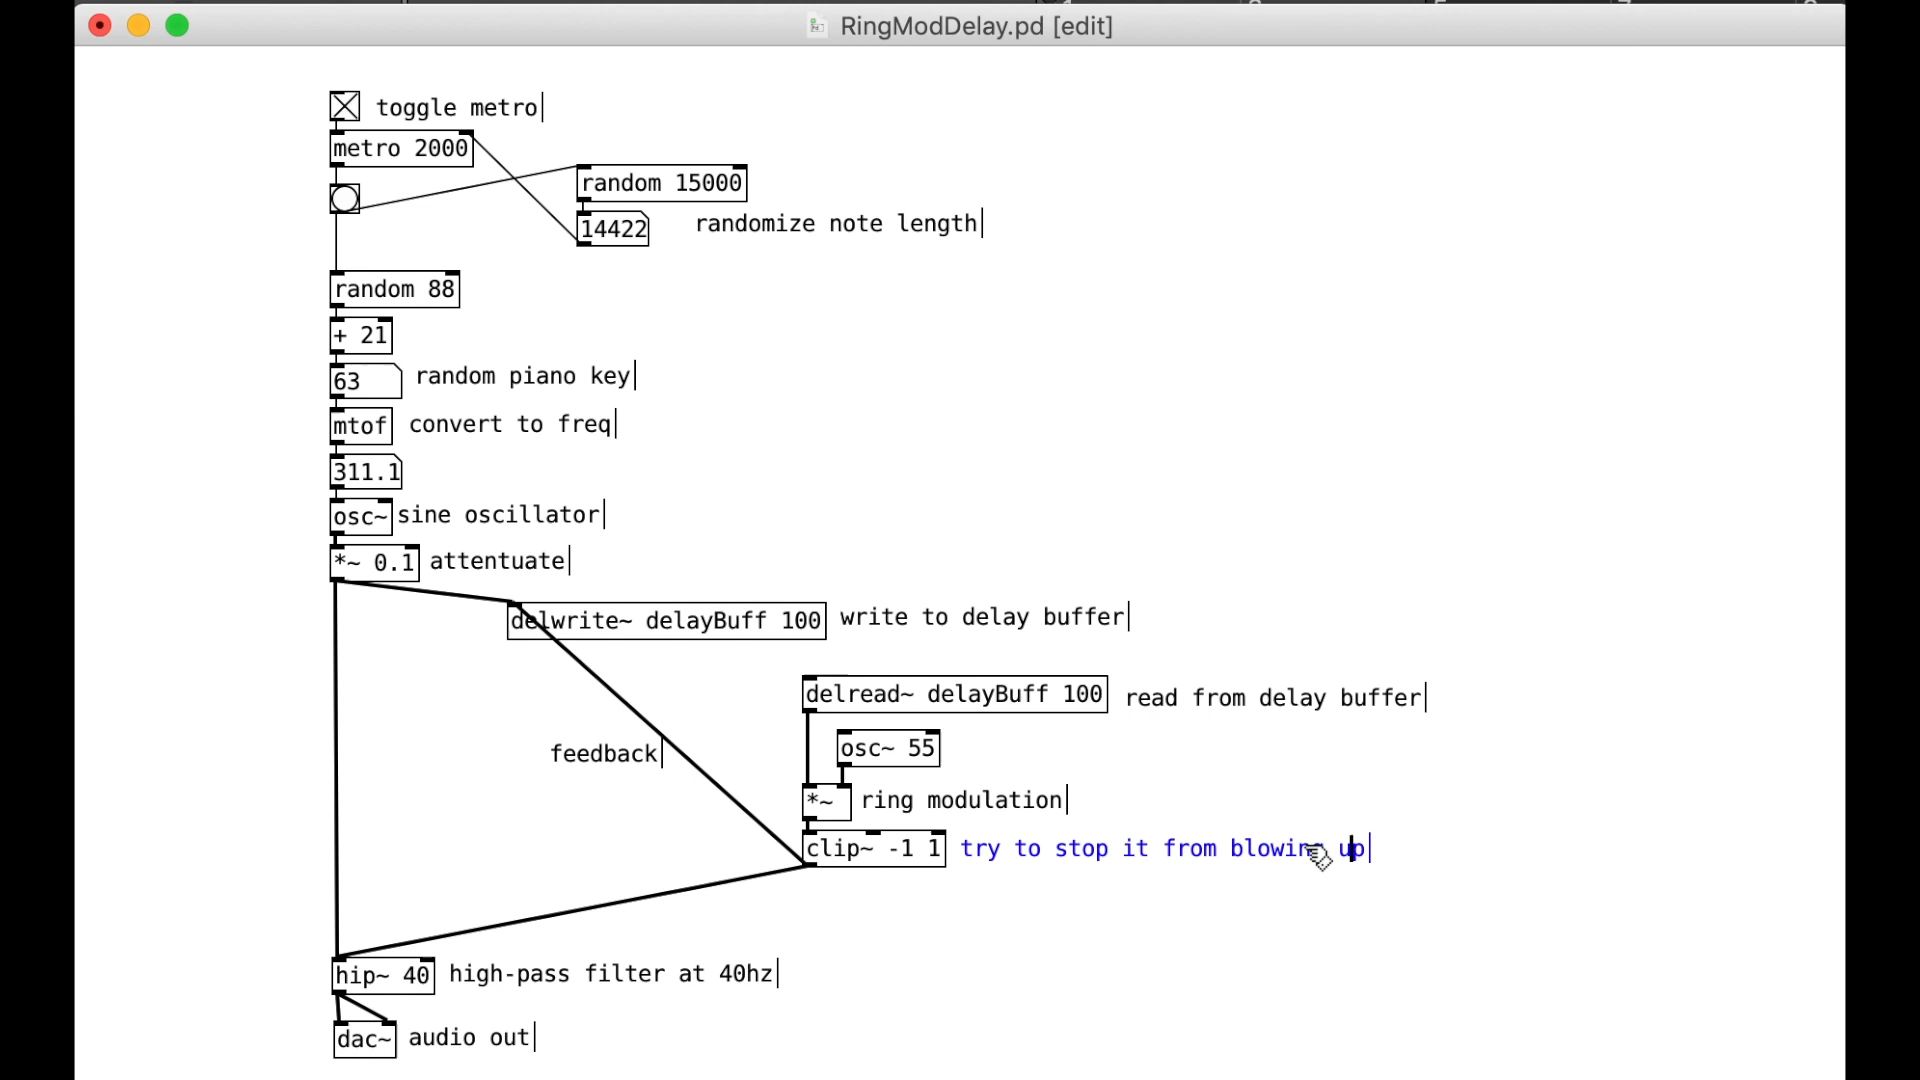 RingModDelay.pd [edit]
toggle metro
metro 2000
random 15000
14422
randomize note length
random 88
+ 21
63
random piano key
mtof
convert to freq
311.1
osc~
sine oscillator
*~ 0.1
attentuate
delwrite~ delayBuff 100
write to delay buffer
delread~ delayBuff 100
read from delay buffer
osc~ 55
feedback
*~
ring modulation
clip~ -1 1
try to stop it from blowing up
hip~ 40
high-pass filter at 40hz
dac~
audio out